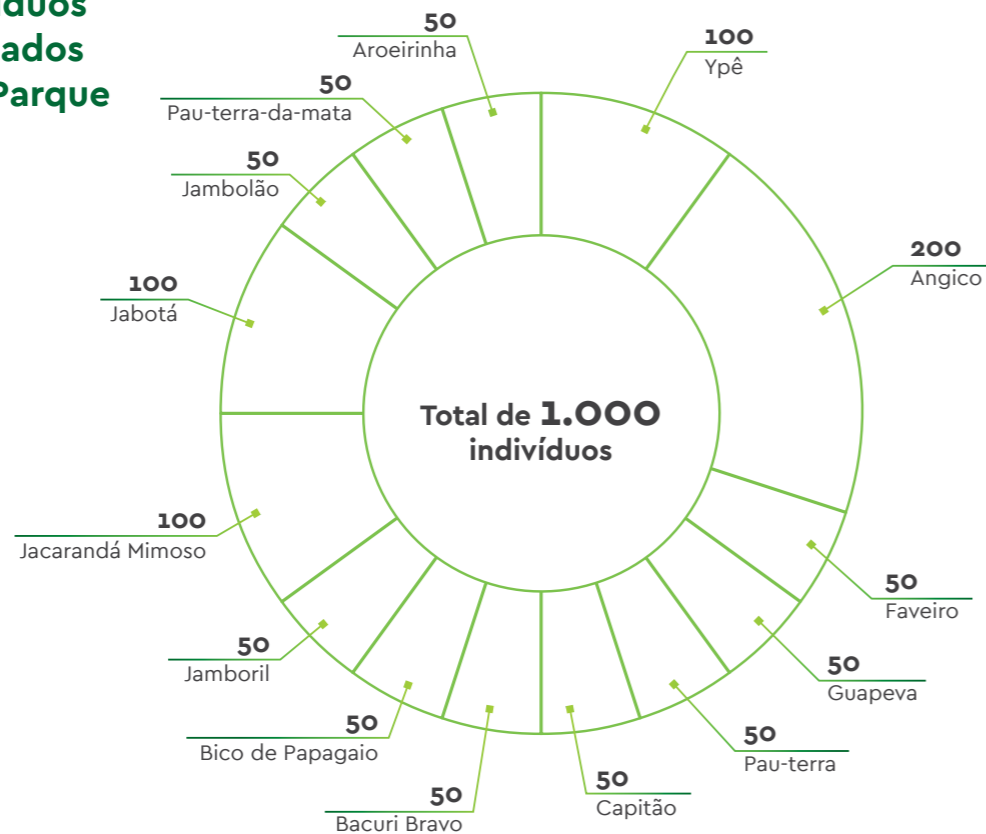 Parque
50
Aroeirinha
100
Ypê
50
Pau-terra-da-mata
50
Jambolão
200
Angico
100
Jabotá
Total de 1.000
indivíduos
100
Jacarandá Mimoso
50
Faveiro
50
Jamboril
50
Guapeva
50
Bico de Papagaio
50
Pau-terra
50
Capitão
50
Bacuri Bravo